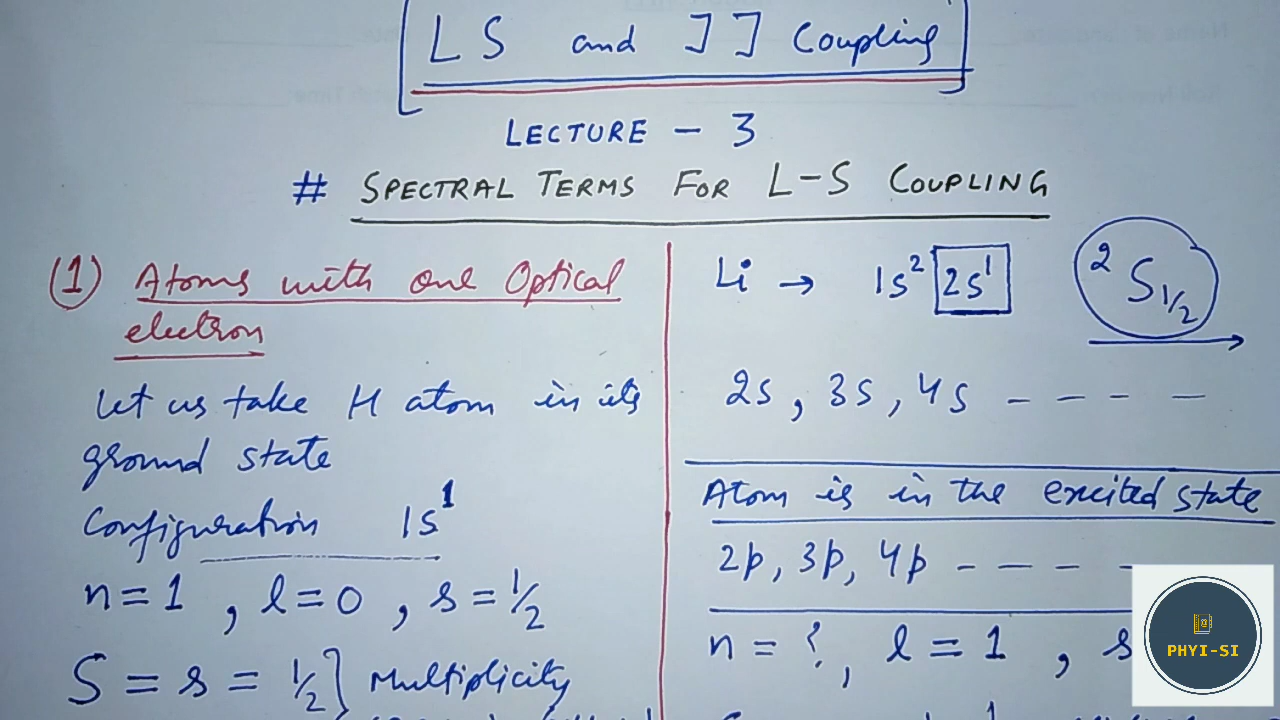 [LS and JJ Coupling]
LECTURE - 3
# SPECTRAL TERMS FOR L-S COUPLING
(1) Atoms with one Optical
electron
Let us take H atom in its
ground state
Configuration 1s¹
n=1, l=0, s=1/2
S = s = 1/2} Multiplicity
Li → 1s² 2s¹ ²S₁/₂
2s, 3s, 4s ----
Atom is in the excited state
2p, 3p, 4p ----
n = ?, l = 1, s
PHYI-SI